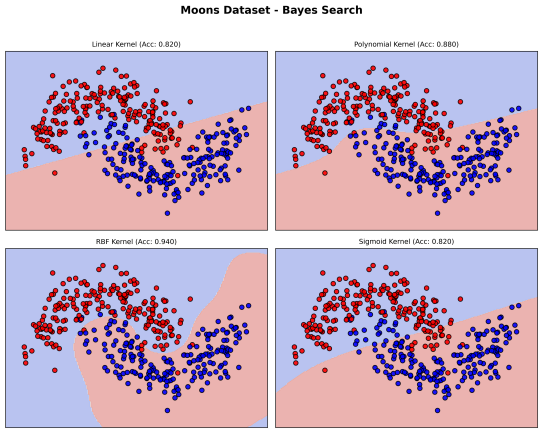 Moons Dataset - Bayes Search
Linear Kernel (Acc: 0.820)
Polynomial Kernel (Acc: 0.880)
RBF Kernel (Acc: 0.940)
Sigmoid Kernel (Acc: 0.820)